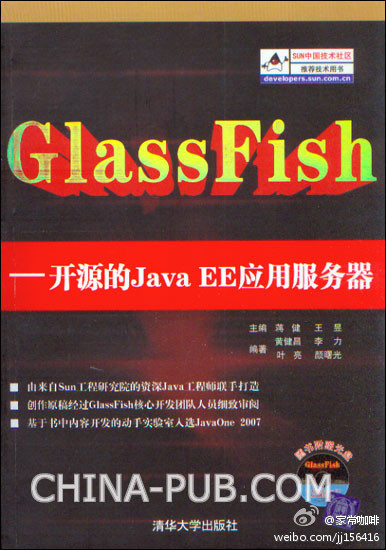 SUN中国技术社区
推荐技术用书
developers.sun.com.cn
GlassFish
—开源的Java EE应用服务器
主编 蒋 健 王 昱
编著 黄健昌 李 力
叶 亮 颜曙光
由来自Sun工程研究院的资深Java工程师联手打造
创作原稿经过GlassFish核心开发团队人员细致审阅
基于书中内容开发的动手实验室入选JavaOne 2007
随书附赠光盘
GlassFish
CHINA-PUB.COM
清华大学出版社
@家常咖啡
weibo.com/jj156416